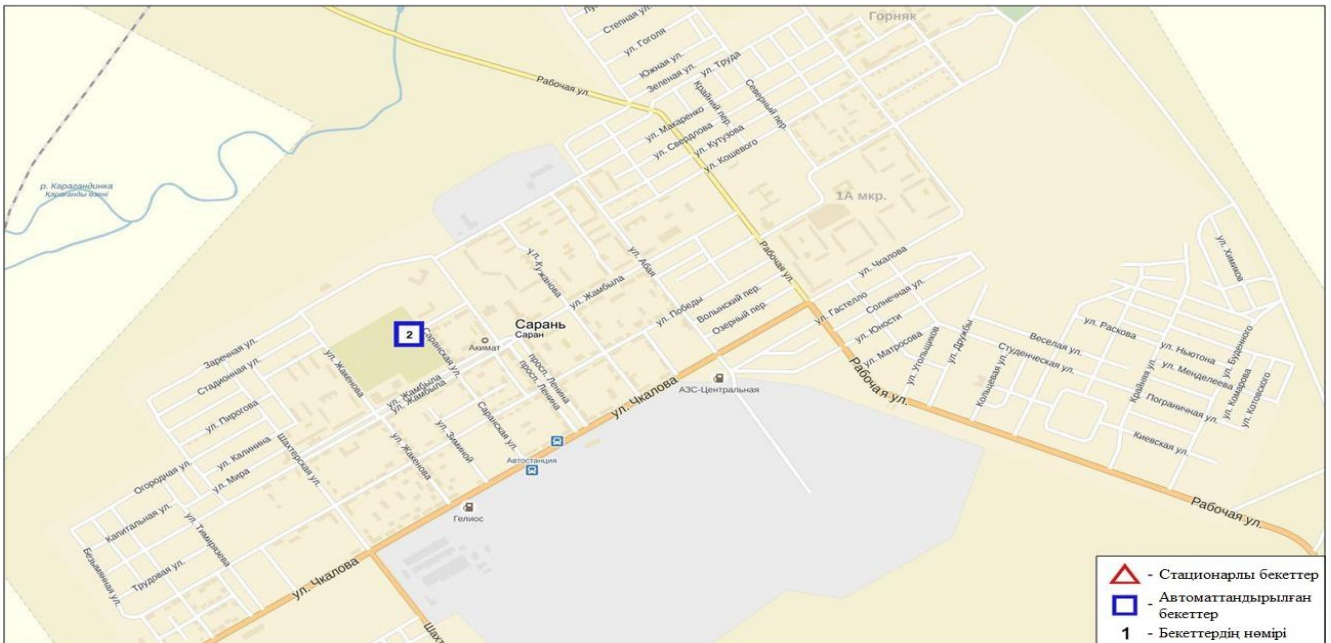 Горняк
Степная ул.
ул. Гоголя
Южная ул.
Зеленая ул.
ул. Труда
Рабочая ул.
Крайний пер.
Северный пер.
ул. Макаренко
ул. Свердлова
ул. Кутузова
ул. Кошевого
р. Карагандинка
Қарағанды өзені
1А мкр.
Рабочая ул.
ул. Чкалова
ул. Химиков
ул. Кужанова
ул. Абая
ул. Жамбыла
ул. Победы
Волынский пер.
Озерный пер.
ул. Гастелло
Солнечная ул.
ул. Юности
ул. Матросова
ул. Угольщиков
ул. Дружбы
Веселая ул.
Студенческая ул.
Кольцевая ул.
ул. Раскова
ул. Ньютона
ул. Менделеева
ул. Буденного
ул. Комарова
ул. Котовского
Крайняя ул.
Пограничная ул.
Киевская ул.
2
Саранская ул.
Сарань
Саран
Акимат
Заречная ул.
Стадионная ул.
ул. Жакенова
ул. Пирогова
ул. Жамбыла
ул. Жамбыла
просп. Ленина
просп. Ленина
АЗС-Центральная
ул. Чкалова
Рабочая ул.
ул. Калинина
Шахтерская ул.
ул. Жакенова
ул. Зиминой
Саранская ул.
Автостанция
Огородная ул.
ул. Мира
Капитальная ул.
ул. Тимирязева
Гелиос
Рабочая ул.
Безымянная ул.
Трудовая ул.
ул. Чкалова
- Стационарлы бекеттер
- Автоматтандырылған
бекеттер
1 - Бекеттердің нөмірі